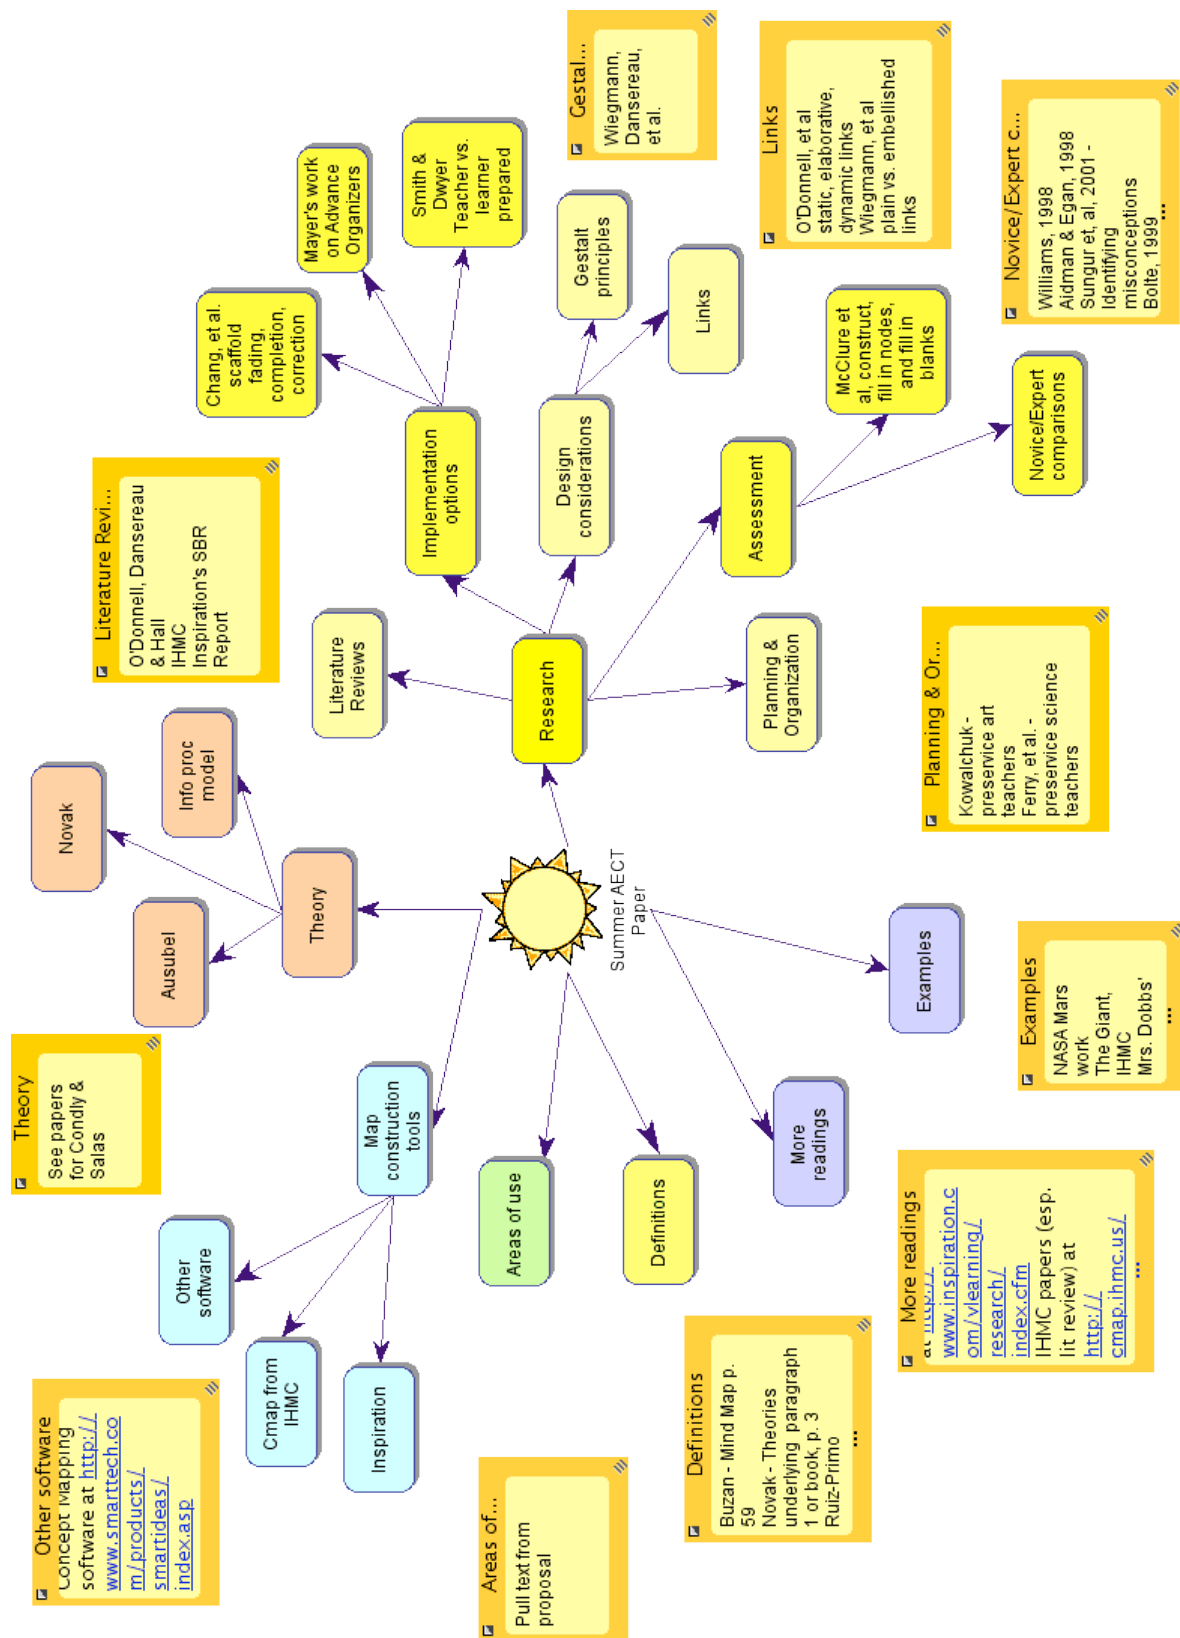 Other software
Concept Mapping
software at http://
www.smarttech.co
m/products/
smartideas/
index.asp
Theory
See papers
for Condly &
Salas
Literature Revi...
O'Donnell, Dansereau
& Hall
IHMC
Inspiration's SBR
Report
Novak
Ausubel
Info proc
model
Theory
Other
software
Cmap from
IHMC
Inspiration
Map
construction
tools
Chang, et al.
scaffold
fading,
completion,
correction
Mayer's work
on Advance
Organizers
Smith &
Dwyer
Teacher vs.
learner
prepared
Implementation
options
Literature
Reviews
Research
Design
considerations
Gestalt
principles
Links
Gestal...
Wiegmann,
Dansereau,
et al.
Links
O'Donnell, et al
static, elaborative,
dynamic links
Wiegmann, et al
plain vs. embellished
links
Summer AECT
Paper
Areas of use
Definitions
Areas of...
Pull text from
proposal
Definitions
Buzan - Mind Map p.
59
Novak - Theories
underlying paragraph
1 or book, p. 3
Ruiz-Primo
...
Planning &
Organization
Assessment
McClure et
al, construct,
fill in nodes,
and fill in
blanks
Novice/Expert
comparisons
Novice/Expert c...
Williams, 1998
Aidman & Egan, 1998
Sungur et, al, 2001 -
Identifying
misconceptions
Bolte, 1999
...
Planning & Or...
Kowalchuk -
preservice art
teachers
Ferry, et al. -
preservice science
teachers
More
readings
Examples
More readings
at http://
www.inspiration.c
om/vlearning/
research/
index.cfm
IHMC papers (esp.
lit review) at
http://
cmap.ihmc.us/
...
Examples
NASA Mars
work
The Giant,
IHMC
Mrs. Dobbs'
...